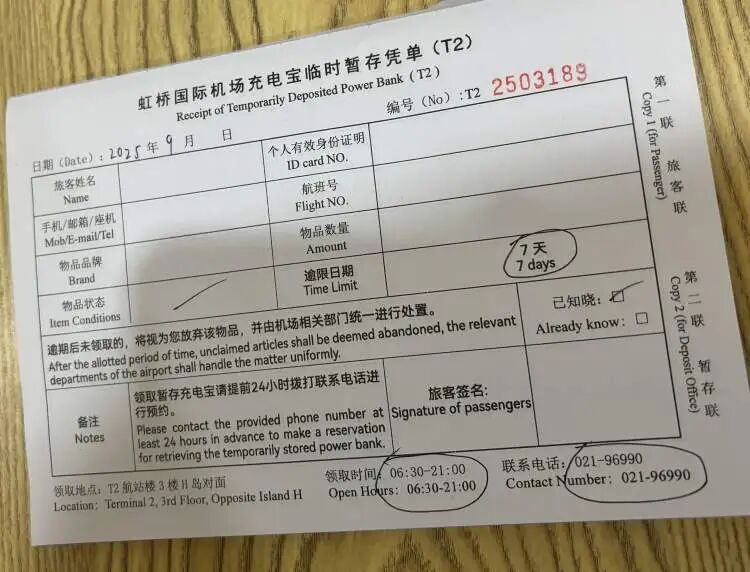 虹桥国际机场充电宝临时暂存凭单（T2）
Receipt of Temporarily Deposited Power Bank ( T2 )
编号（No）: T2 2503189
日期（Date）: 2025 年 9 月 日
旅客姓名
Name
个人有效身份证明
ID card NO.
手机/邮箱/座机
Mob/E-mail/Tel
航班号
Flight NO.
物品品牌
Brand
物品数量
Amount
物品状态
Item Conditions
逾限日期
Time Limit
7 天
7 days
逾期后未领取的，将视为您放弃该物品，并由机场相关部门统一进行处置。
After the allotted period of time, unclaimed articles shall be deemed abandoned, the relevant
departments of the airport shall handle the matter uniformly.
已知晓: ☑
Already know: ☐
备注
Notes
领取暂存充电宝请提前24小时拨打联系电话进
行预约。
Please contact the provided phone number at
least 24 hours in advance to make a reservation
for retrieving the temporarily stored power bank.
旅客签名:
Signature of passengers
领取地点: T2 航站楼 3 楼 H 岛对面
Location: Terminal 2, 3rd Floor, Opposite Island H
领取时间: 06:30-21:00
Open Hours: 06:30-21:00
联系电话: 021-96990
Contact Number: 021-96990
第一联 旅客联
Copy 1 (for Passenger)
第二联 暂存联
Copy 2 (for Deposit Office)